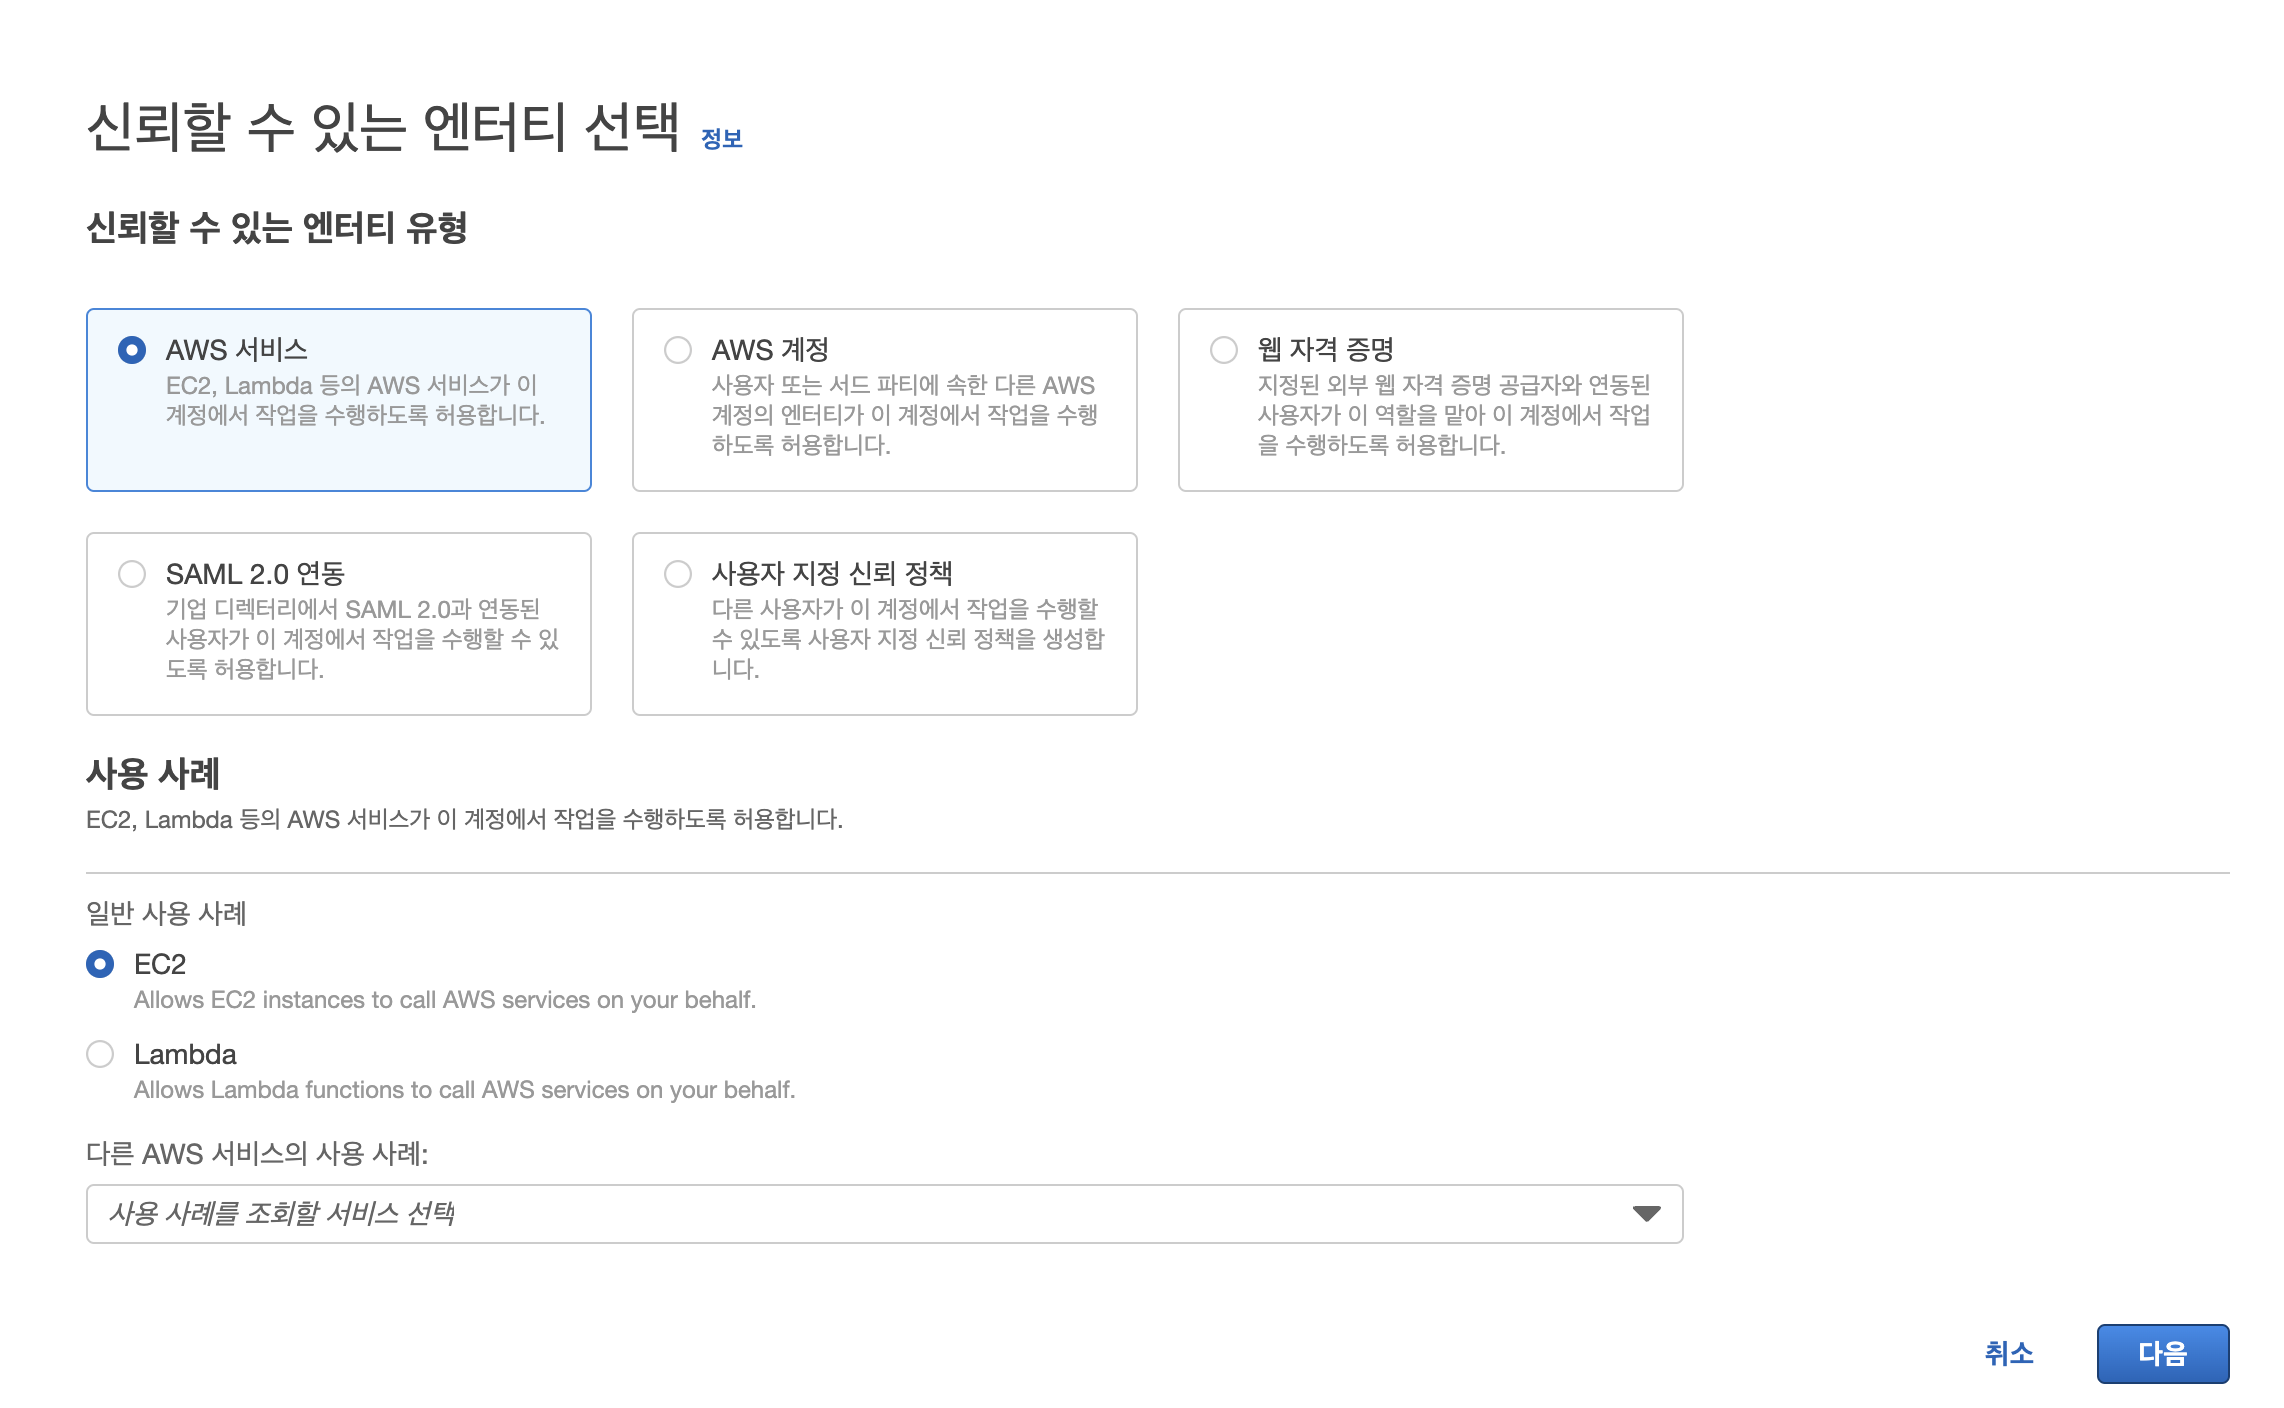 신뢰할 수 있는 엔터티 선택 정보
신뢰할 수 있는 엔터티 유형
AWS 서비스
EC2, Lambda 등의 AWS 서비스가 이
계정에서 작업을 수행하도록 허용합니다.
AWS 계정
사용자 또는 서드 파티에 속한 다른 AWS
계정의 엔터티가 이 계정에서 작업을 수행
하도록 허용합니다.
웹 자격 증명
지정된 외부 웹 자격 증명 공급자와 연동된
사용자가 이 역할을 맡아 이 계정에서 작업
을 수행하도록 허용합니다.
SAML 2.0 연동
기업 디렉터리에서 SAML 2.0과 연동된
사용자가 이 계정에서 작업을 수행할 수 있
도록 허용합니다.
사용자 지정 신뢰 정책
다른 사용자가 이 계정에서 작업을 수행할
수 있도록 사용자 지정 신뢰 정책을 생성합
니다.
사용 사례
EC2, Lambda 등의 AWS 서비스가 이 계정에서 작업을 수행하도록 허용합니다.
일반 사용 사례
EC2
Allows EC2 instances to call AWS services on your behalf.
Lambda
Allows Lambda functions to call AWS services on your behalf.
다른 AWS 서비스의 사용 사례:
사용 사례를 조회할 서비스 선택
취소
다음